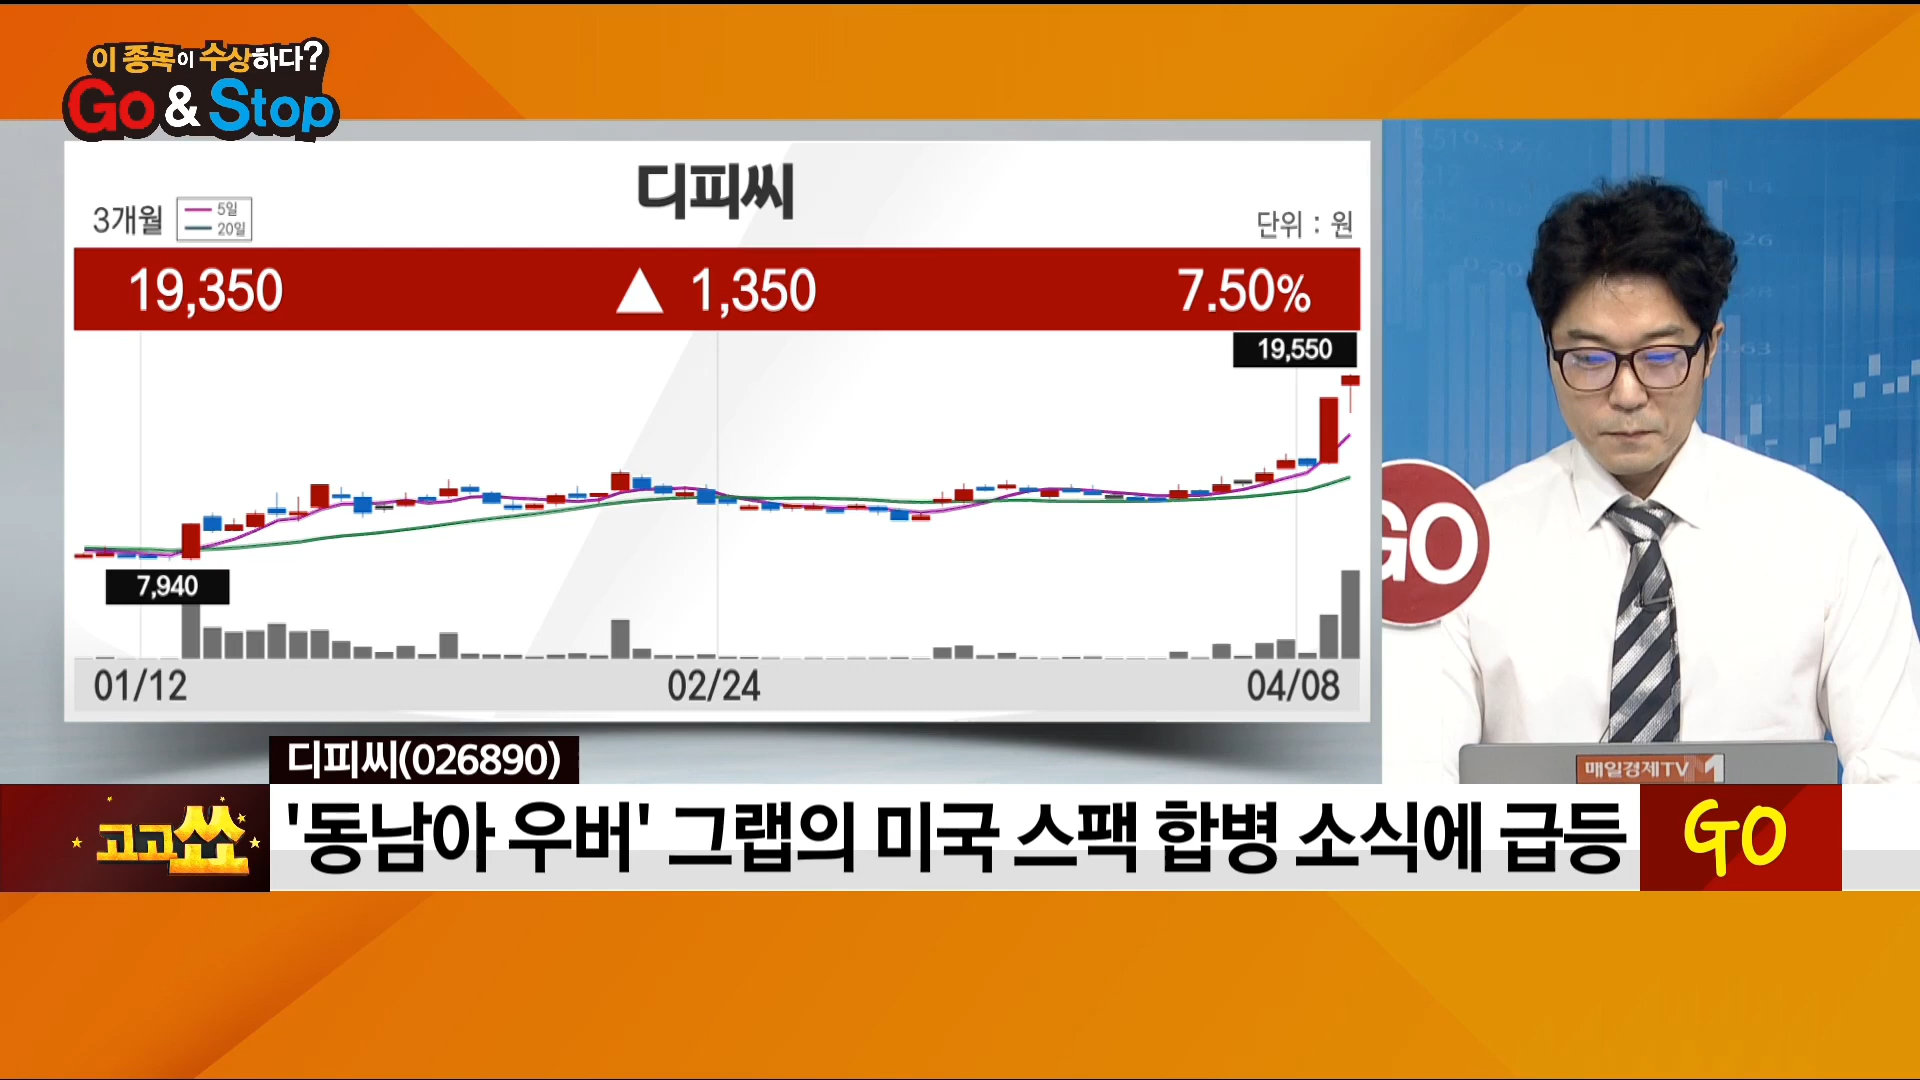 이 종목이 수상하다?
Go & Stop
디피씨
3개월
5일
20일
단위 : 원
19,350 ▲ 1,350 7.50%
19,550
7,940
01/12 02/24 04/08
GO
매일경제TV
디피씨(026890)
고고쑈
'동남아 우버' 그랩의 미국 스팩 합병 소식에 급등
GO